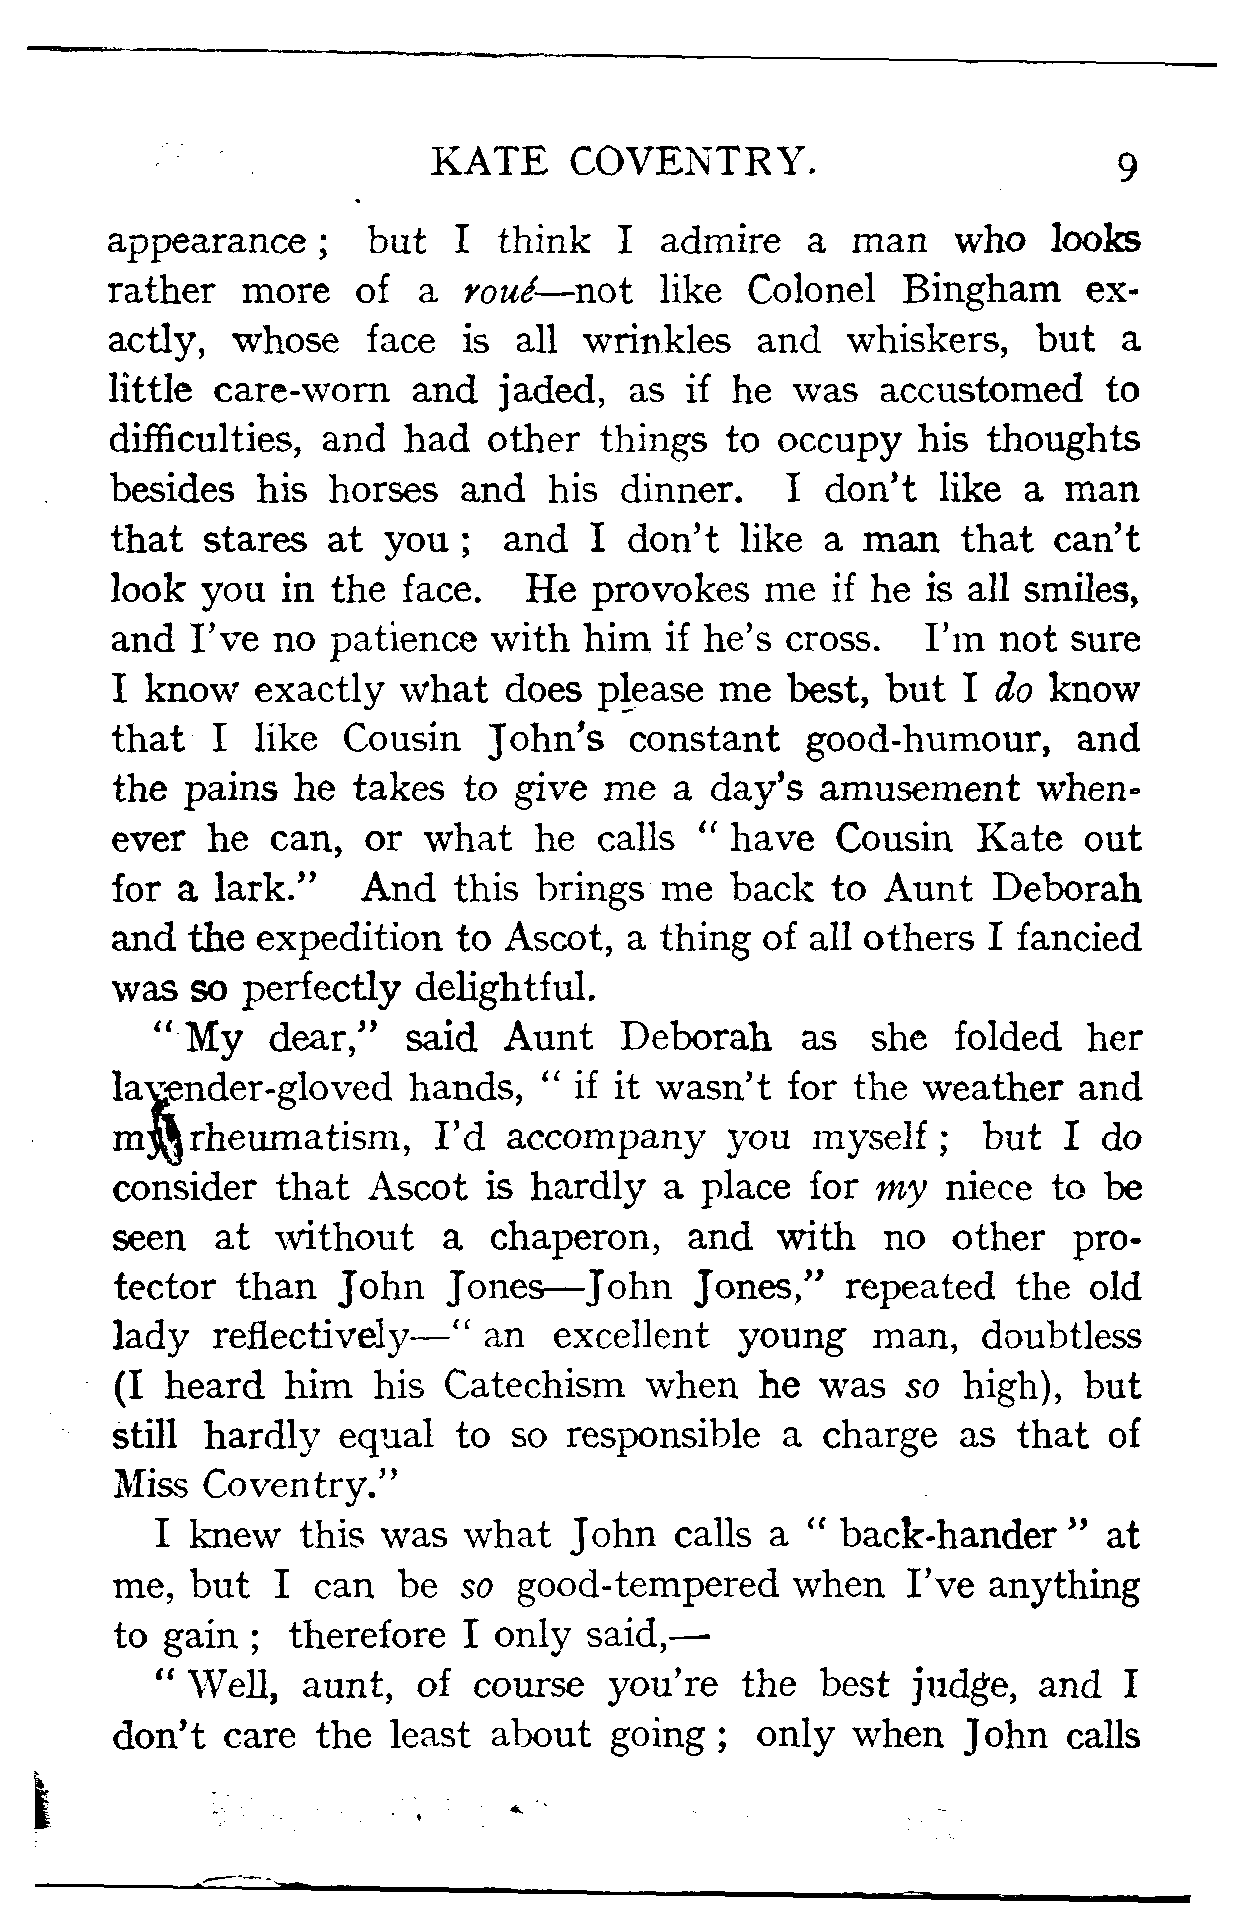 KATE COVENTRY. 9
appearance ; but I think I admire a man who looks
rather more of a roué—not like Colonel Bingham ex-
actly, whose face is all wrinkles and whiskers, but a
little care-worn and jaded, as if he was accustomed to
difficulties, and had other things to occupy his thoughts
besides his horses and his dinner. I don't like a man
that stares at you ; and I don't like a man that can't
look you in the face. He provokes me if he is all smiles,
and I've no patience with him if he's cross. I'm not sure
I know exactly what does please me best, but I do know
that I like Cousin John's constant good-humour, and
the pains he takes to give me a day's amusement when-
ever he can, or what he calls " have Cousin Kate out
for a lark." And this brings me back to Aunt Deborah
and the expedition to Ascot, a thing of all others I fancied
was so perfectly delightful.
" My dear," said Aunt Deborah as she folded her
lavender-gloved hands, " if it wasn't for the weather and
my rheumatism, I'd accompany you myself ; but I do
consider that Ascot is hardly a place for my niece to be
seen at without a chaperon, and with no other pro-
tector than John Jones—John Jones," repeated the old
lady reflectively—" an excellent young man, doubtless
(I heard him his Catechism when he was so high), but
still hardly equal to so responsible a charge as that of
Miss Coventry."
I knew this was what John calls a " back-hander " at
me, but I can be so good-tempered when I've anything
to gain ; therefore I only said,—
" Well, aunt, of course you're the best judge, and I
don't care the least about going ; only when John calls